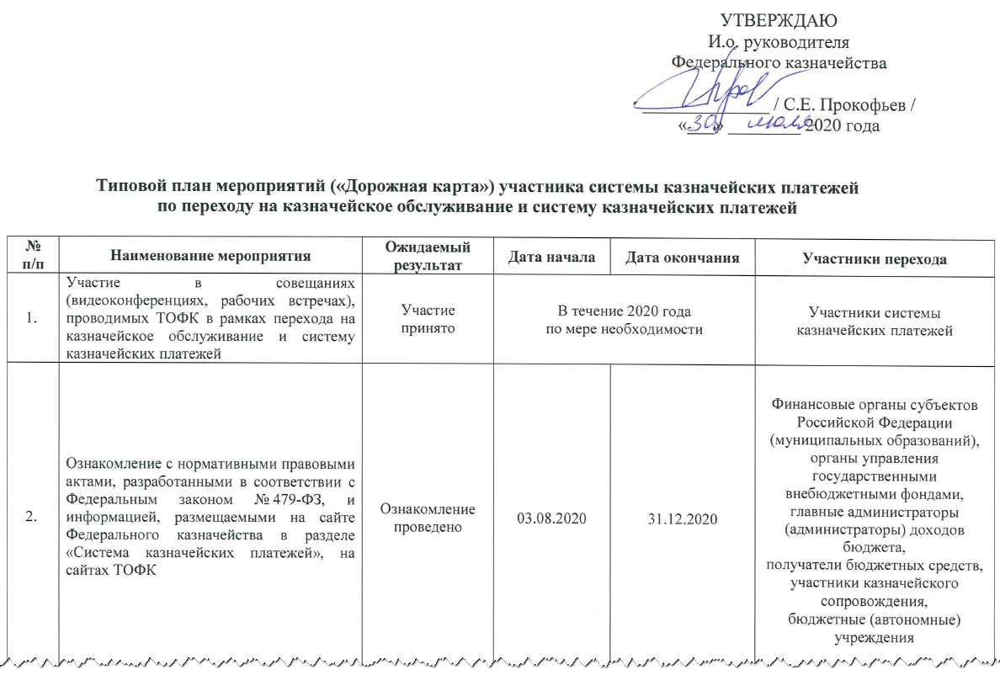 УТВЕРЖДАЮ
И.о. руководителя
Федерального казначейства
/ С.Е. Прокофьев /
«30» июля 2020 года
Типовой план мероприятий («Дорожная карта») участника системы казначейских платежей
по переходу на казначейское обслуживание и систему казначейских платежей
№
п/п
Наименование мероприятия
Ожидаемый
результат
Дата начала
Дата окончания
Участники перехода
1.
Участие в совещаниях
(видеоконференциях, рабочих встречах),
проводимых ТОФК в рамках перехода на
казначейское обслуживание и систему
казначейских платежей
Участие
принято
В течение 2020 года
по мере необходимости
Участники системы
казначейских платежей
2.
Ознакомление с нормативными правовыми
актами, разработанными в соответствии с
Федеральным законом № 479-ФЗ, и
информацией, размещаемыми на сайте
Федерального казначейства в разделе
«Система казначейских платежей», на
сайтах ТОФК
Ознакомление
проведено
03.08.2020
31.12.2020
Финансовые органы субъектов
Российской Федерации
(муниципальных образований),
органы управления
государственными
внебюджетными фондами,
главные администраторы
(администраторы) доходов
бюджета,
получатели бюджетных средств,
участники казначейского
сопровождения,
бюджетные (автономные)
учреждения